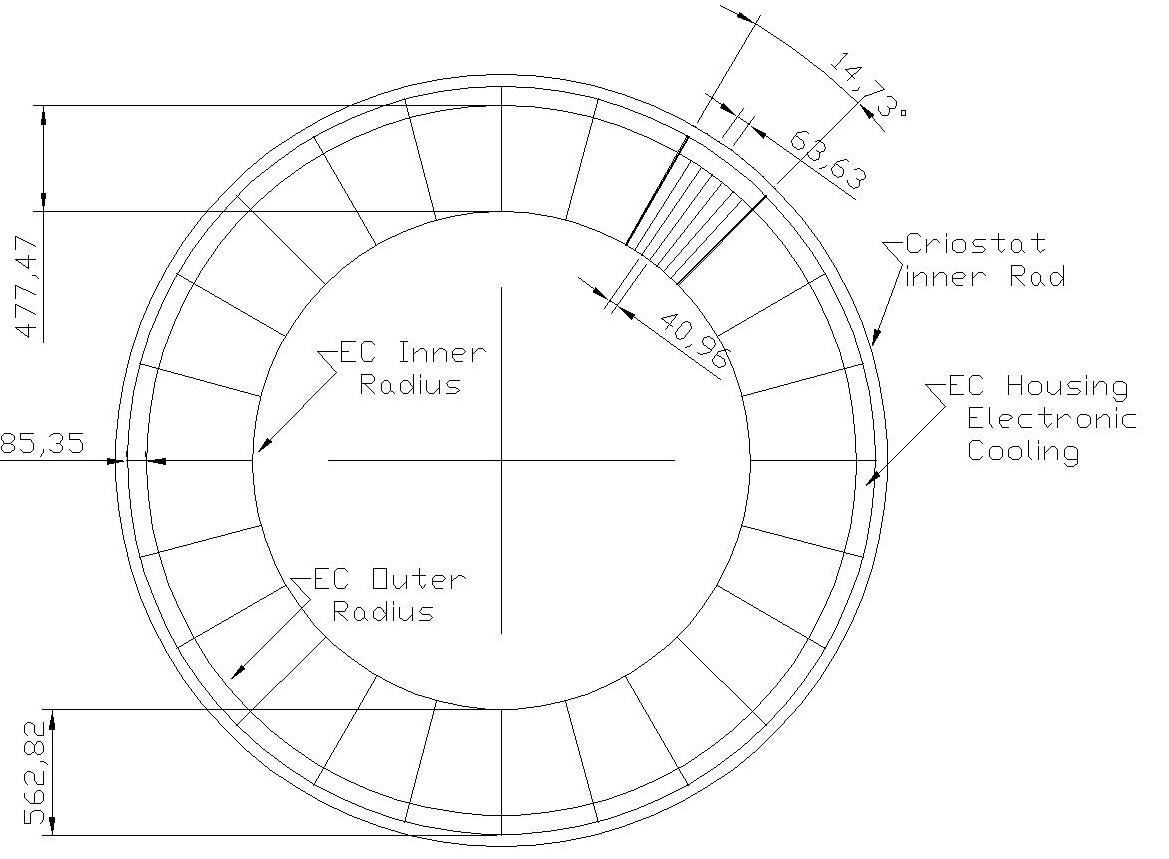 14,73°
63,63
477,47
Criostat
inner Rad
40,96
EC Inner
Radius
EC Housing
Electronic
Cooling
85,35
EC Outer
Radius
562,82